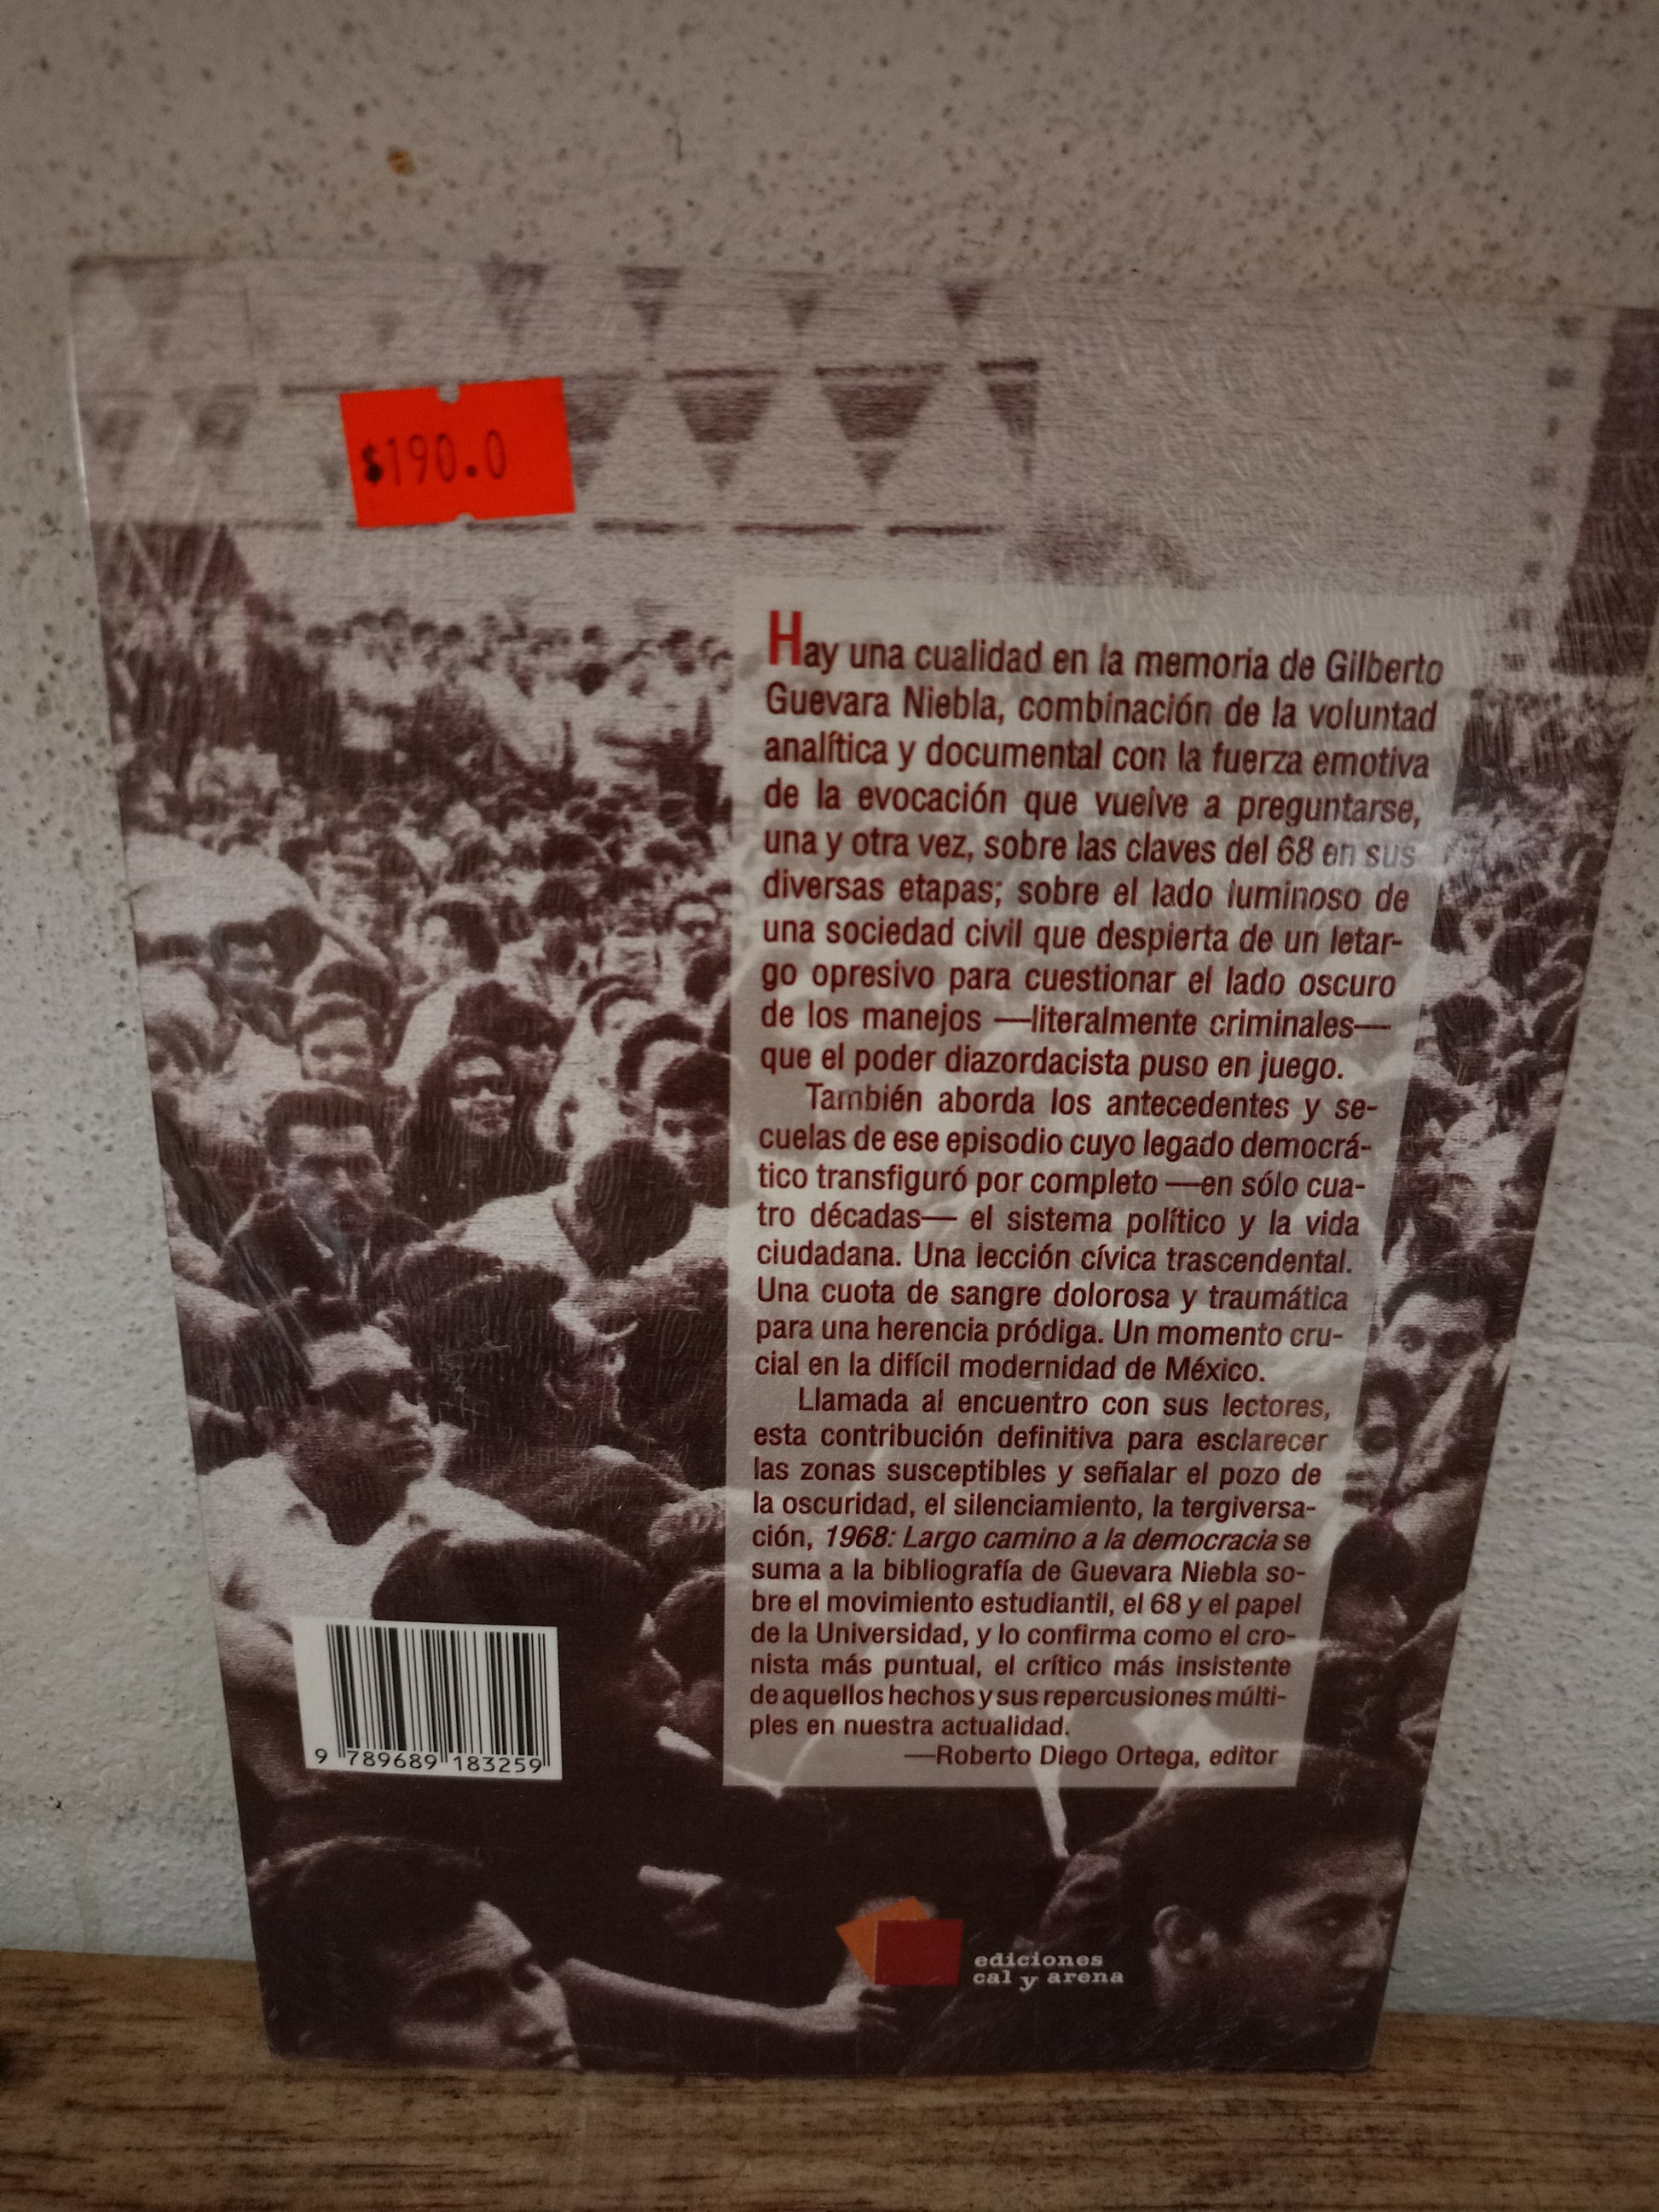 $190.0
Hay una cualidad en la memoria de Gilberto
Guevara Niebla, combinación de la voluntad
analítica y documental con la fuerza emotiva
de la evocación que vuelve a preguntarse,
una y otra vez, sobre las claves del 68 en sus
diversas etapas; sobre el lado luminoso de
una sociedad civil que despierta de un letar-
go opresivo para cuestionar el lado oscuro
de los manejos —literalmente criminales—
que el poder diazordacista puso en juego.
También aborda los antecedentes y se-
cuelas de ese episodio cuyo legado democrá-
tico transfiguró por completo —en sólo cua-
tro décadas— el sistema político y la vida
ciudadana. Una lección cívica trascendental.
Una cuota de sangre dolorosa y traumática
para una herencia pródiga. Un momento cru-
cial en la difícil modernidad de México.
Llamada al encuentro con sus lectores,
esta contribución definitiva para esclarecer
las zonas susceptibles y señalar el pozo de
la oscuridad, el silenciamiento, la tergiversa-
ción, 1968: Largo camino a la democracia se
suma a la bibliografía de Guevara Niebla so-
bre el movimiento estudiantil, el 68 y el papel
de la Universidad, y lo confirma como el cro-
nista más puntual, el crítico más insistente
de aquellos hechos y sus repercusiones múlti-
ples en nuestra actualidad.
—Roberto Diego Ortega, editor
9 789689 183259
ediciones
cal y arena